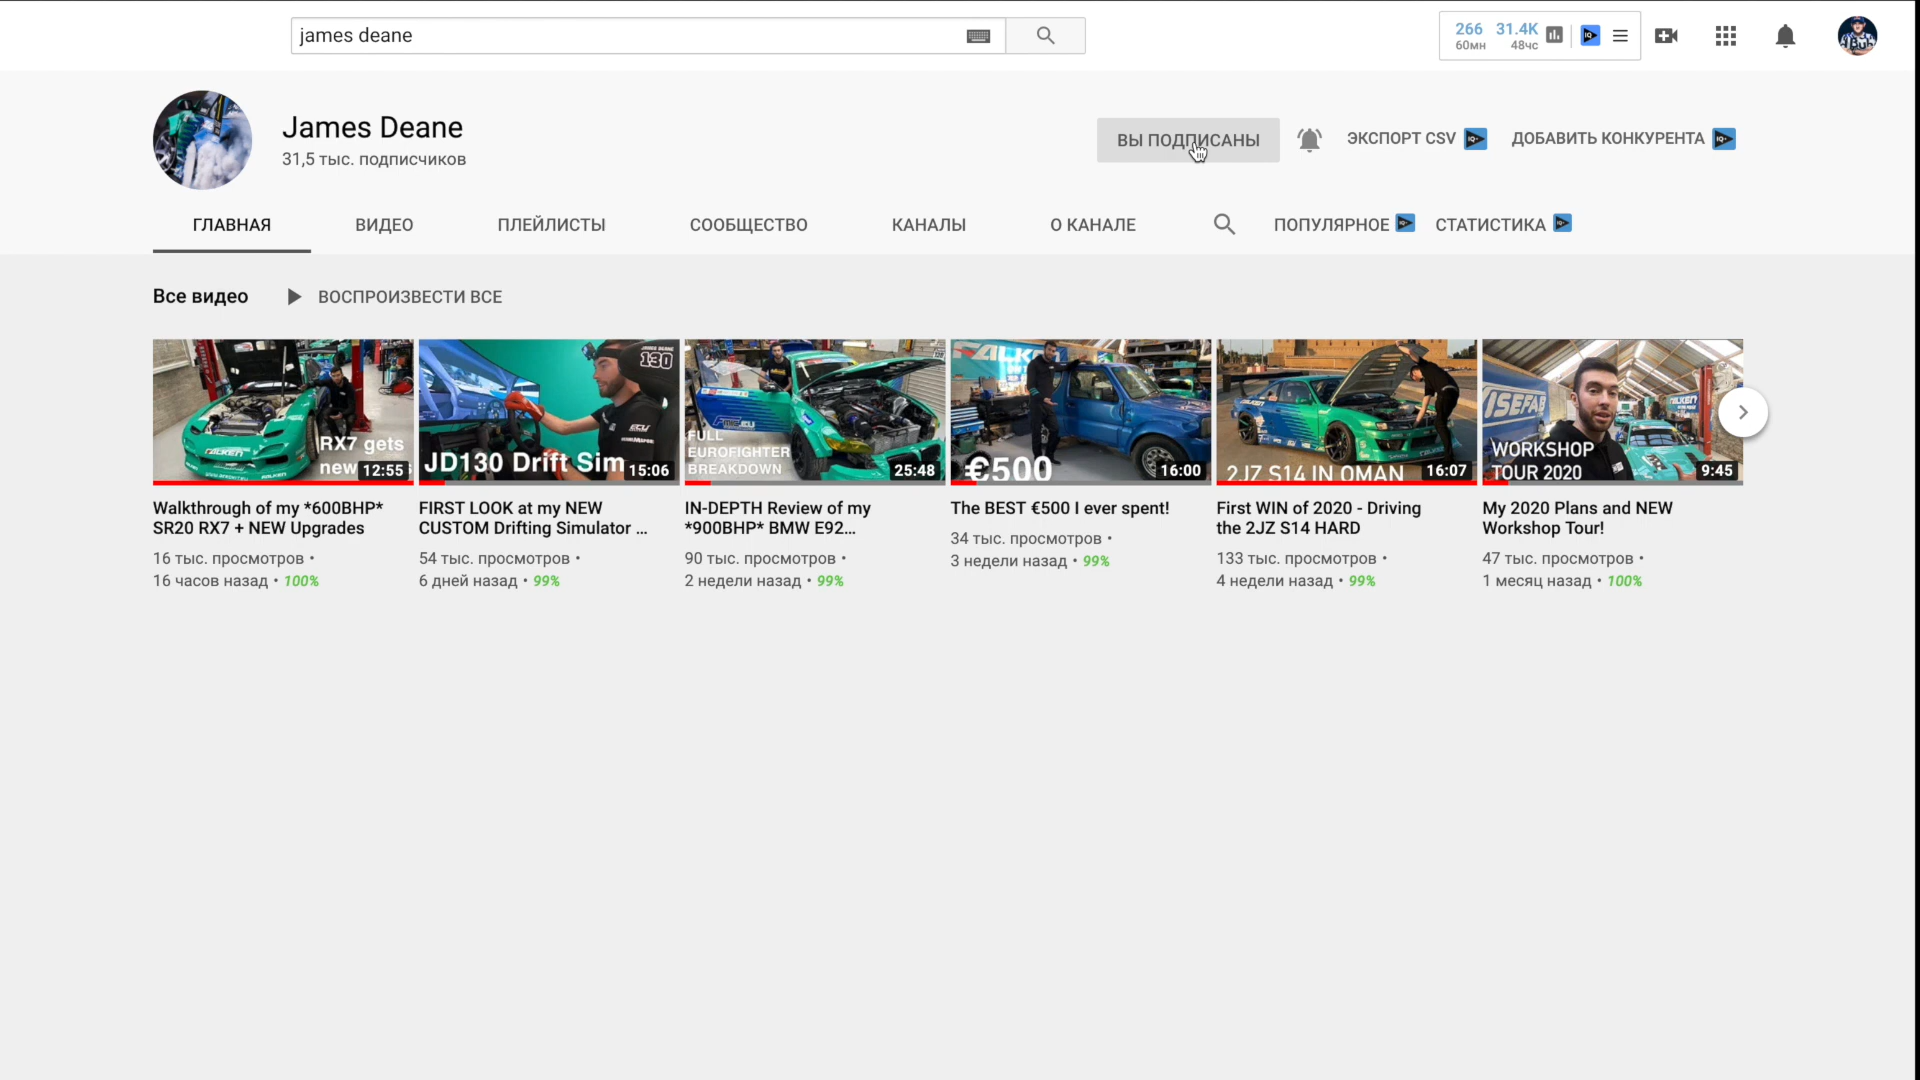 james deane
266 31.4K
60мн 48чс
James Deane
31,5 тыс. подписчиков
ВЫ ПОДПИСАНЫ
ЭКСПОРТ CSV
ДОБАВИТЬ КОНКУРЕНТА
ГЛАВНАЯ
ВИДЕО
ПЛЕЙЛИСТЫ
СООБЩЕСТВО
КАНАЛЫ
О КАНАЛЕ
ПОПУЛЯРНОЕ
СТАТИСТИКА
Все видео
ВОСПРОИЗВЕСТИ ВСЕ
FALKEN
RX7 gets
new
12:55
Walkthrough of my *600BHP*
SR20 RX7 + NEW Upgrades
16 тыс. просмотров •
16 часов назад • 100%
130
JD130 Drift Sim
15:06
FIRST LOOK at my NEW
CUSTOM Drifting Simulator ...
54 тыс. просмотров •
6 дней назад • 99%
FULL
EUROFIGHTER
BREAKDOWN
25:48
IN-DEPTH Review of my
*900BHP* BMW E92...
90 тыс. просмотров •
2 недели назад • 99%
€500
16:00
The BEST €500 I ever spent!
34 тыс. просмотров •
3 недели назад • 99%
2JZ S14 IN OMAN
16:07
First WIN of 2020 - Driving
the 2JZ S14 HARD
133 тыс. просмотров •
4 недели назад • 99%
WORKSHOP
TOUR 2020
9:45
My 2020 Plans and NEW
Workshop Tour!
47 тыс. просмотров •
1 месяц назад • 100%